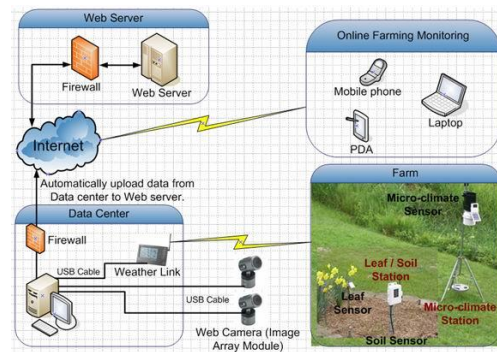 Web Server
Firewall
Web Server
Internet
Online Farming Monitoring
Mobile phone
Laptop
PDA
Automatically upload data from
Data center to Web server.
Data Center
Firewall
Weather Link
USB Cable
USB Cable
Web Camera (Image
Array Module)
Farm
Micro-climate
Sensor
Leaf / Soil
Station
Leaf
Sensor
Micro-climate
Station
Soil Sensor